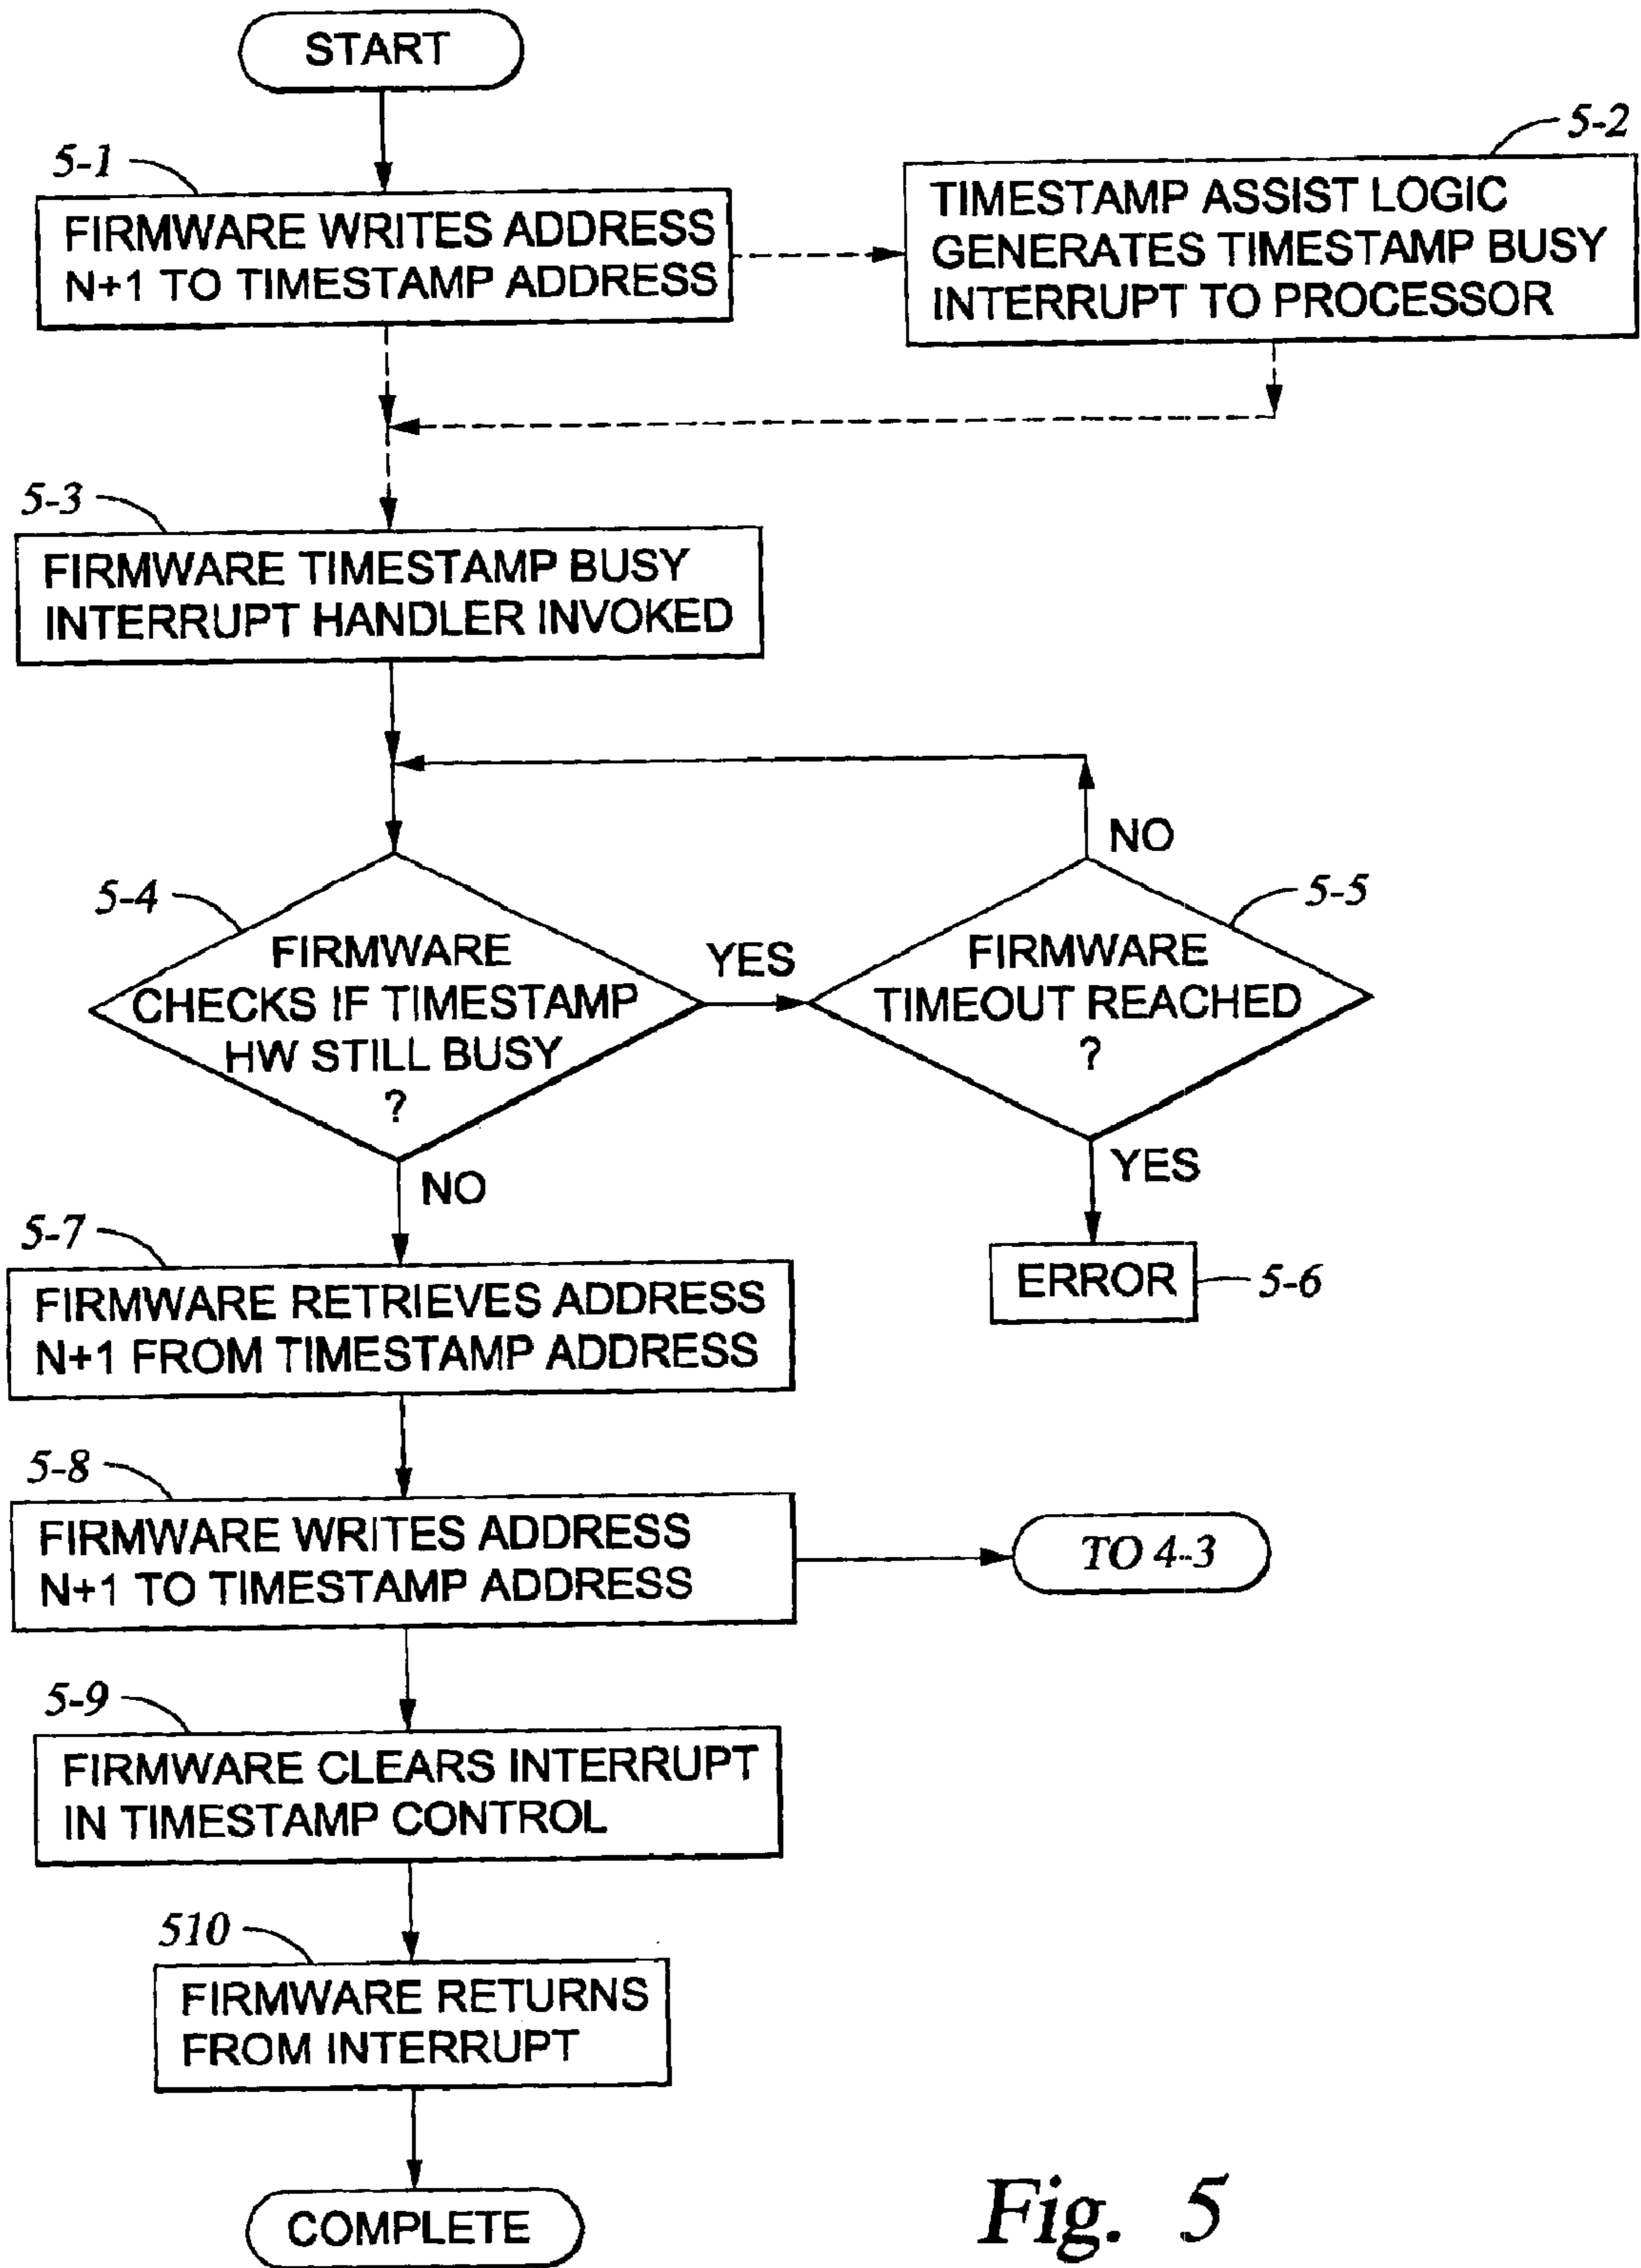 START
5-1
5-2
FIRMWARE WRITES ADDRESS
N+1 TO TIMESTAMP ADDRESS
TIMESTAMP ASSIST LOGIC
GENERATES TIMESTAMP BUSY
INTERRUPT TO PROCESSOR
5-3
FIRMWARE TIMESTAMP BUSY
INTERRUPT HANDLER INVOKED
NO
5-4
5-5
FIRMWARE
CHECKS IF TIMESTAMP
HW STILL BUSY
?
YES
FIRMWARE
TIMEOUT REACHED
?
YES
NO
5-7
FIRMWARE RETRIEVES ADDRESS
N+1 FROM TIMESTAMP ADDRESS
ERROR
5-6
5-8
FIRMWARE WRITES ADDRESS
N+1 TO TIMESTAMP ADDRESS
TO 4-3
5-9
FIRMWARE CLEARS INTERRUPT
IN TIMESTAMP CONTROL
510
FIRMWARE RETURNS
FROM INTERRUPT
COMPLETE
Fig. 5